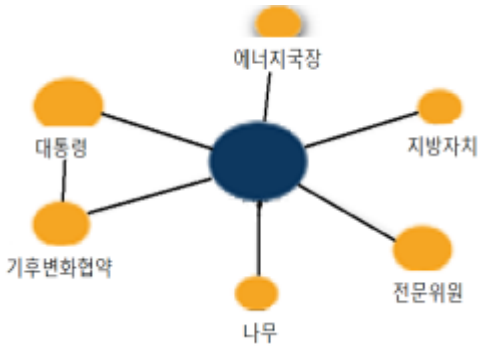 에너지국장
대통령
지방자치
기후변화협약
전문위원
나무